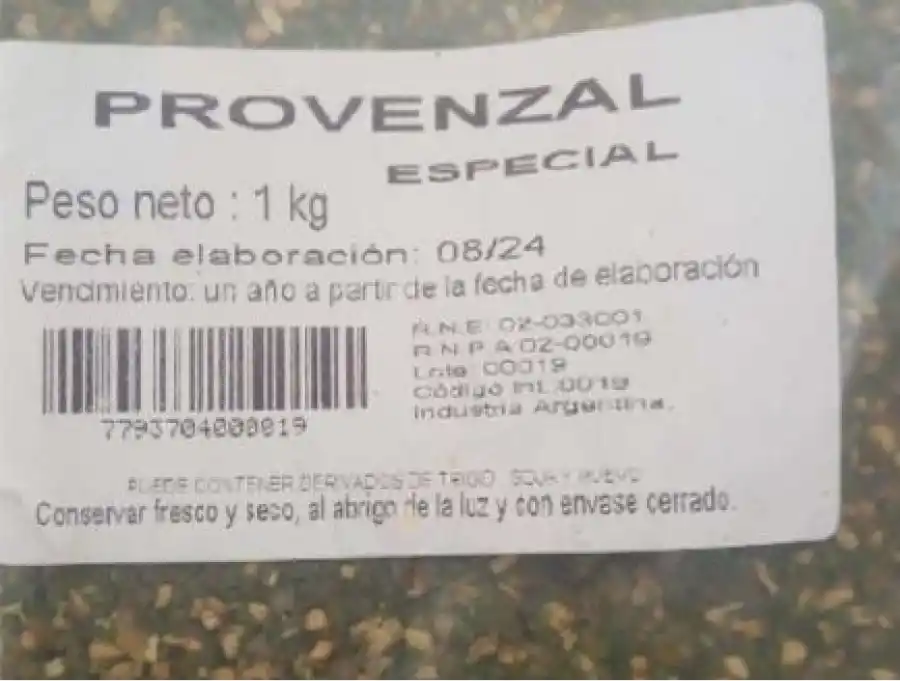 PROVENZAL
ESPECIAL
Peso neto : 1 kg
Fecha elaboración: 08/24
Vencimiento: un año a partir de la fecha de elaboración
R.N.E: 02-033001
R.N.P.A 02-00019
Lote 00019
Código Int. 0019
Industria Argentina.
7793704000019
PUEDE CONTENER DERIVADOS DE TRIGO SOJA Y HUEVO
Conservar fresco y seco, al abrigo de la luz y con envase cerrado.